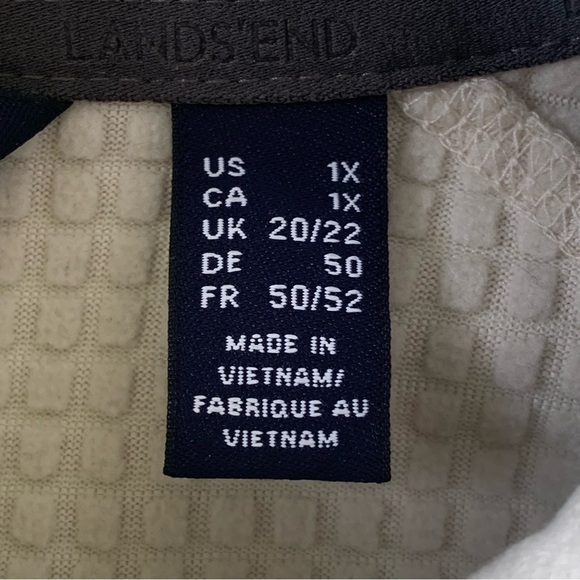 LANDS'END
US 1X
CA 1X
UK 20/22
DE 50
FR 50/52
MADE IN
VIETNAM/
FABRIQUE AU
VIETNAM